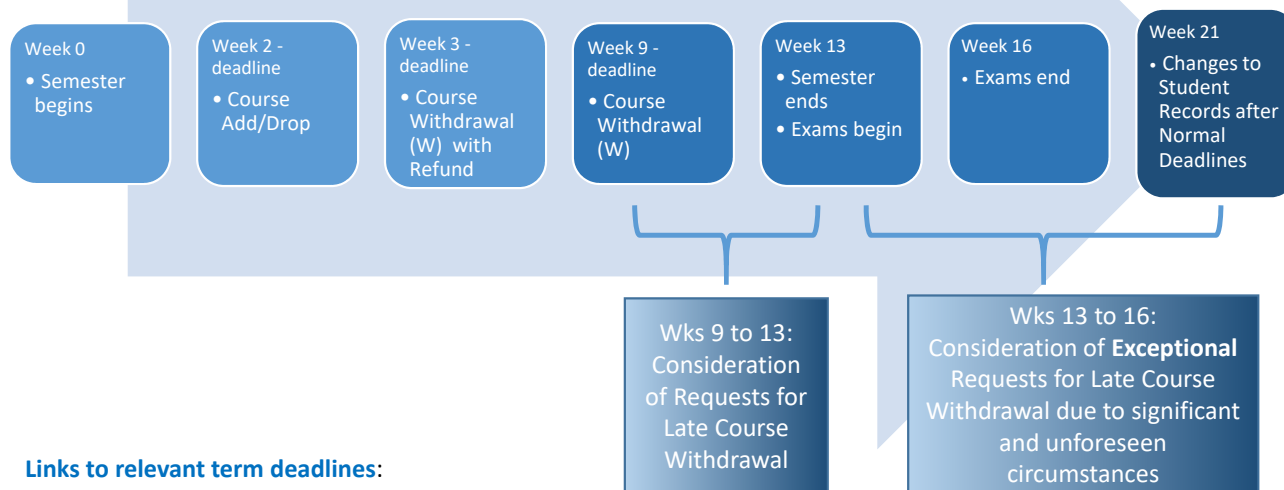 Week 0
• Semester
begins
Week 2 -
deadline
• Course
Add/Drop
Week 3 -
deadline
• Course
Withdrawal
(W) with
Refund
Week 9 -
deadline
• Course
Withdrawal
(W)
Week 13
• Semester
ends
• Exams begin
Week 16
• Exams end
Week 21
• Changes to
Student
Records after
Normal
Deadlines
Wks 9 to 13:
Consideration
of Requests for
Late Course
Withdrawal
Wks 13 to 16:
Consideration of Exceptional
Requests for Late Course
Withdrawal due to significant
and unforeseen
circumstances
Links to relevant term deadlines: